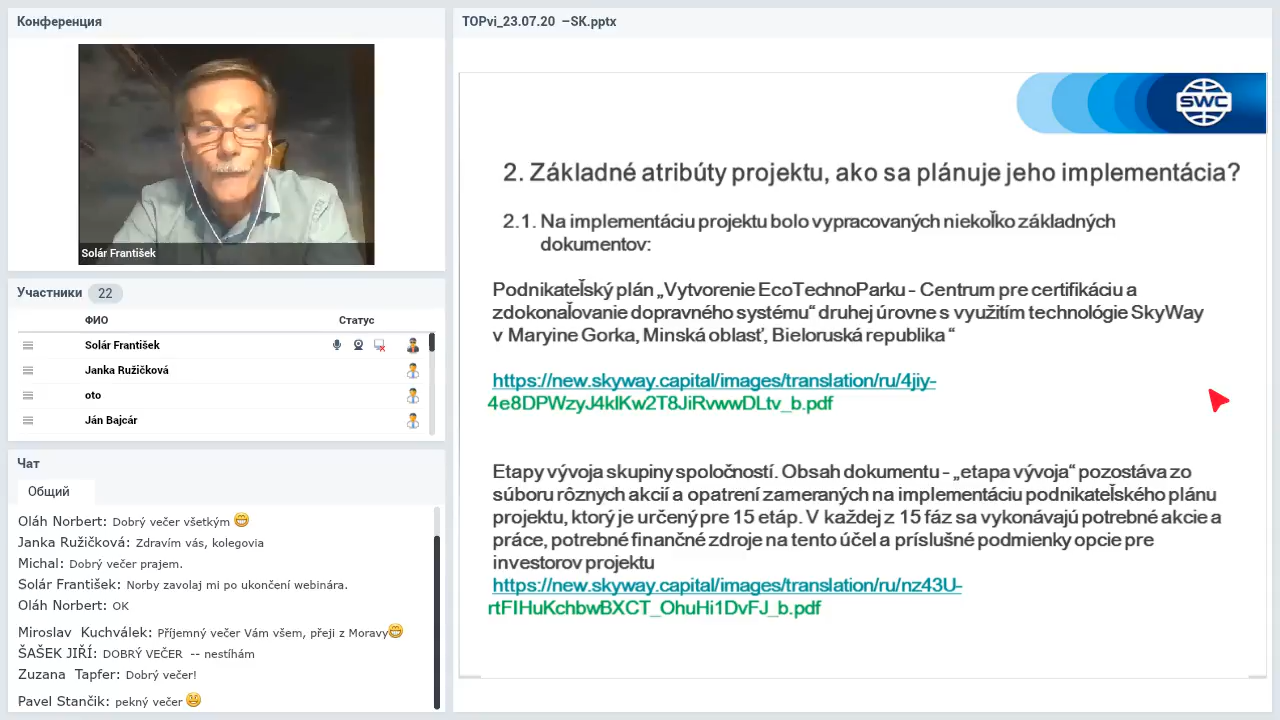 Конференция
Solár František
Участники 22
ФИО Статус
Solár František
Janka Ružičková
oto
Ján Bajcár
Чат
Общий
Oláh Norbert: Dobrý večer všetkým
Janka Ružičková: Zdravím vás, kolegovia
Michal: Dobrý večer prajem.
Solár František: Norby zavolaj mi po ukončení webinára.
Oláh Norbert: OK
Miroslav Kuchválek: Příjemný večer Vám všem, přeji z Moravy
ŠAŠEK JIŘÍ: DOBRÝ VEČER -- nestíhám
Zuzana Tapfer: Dobrý večer!
Pavel Stančik: pekný večer
TOPvi_23.07.20 –SK.pptx
SWC
2. Základné atribúty projektu, ako sa plánuje jeho implementácia?
2.1. Na implementáciu projektu bolo vypracovaných niekoľko základných
dokumentov:
Podnikateľský plán „Vytvorenie EcoTechnoParku - Centrum pre certifikáciu a
zdokonaľovanie dopravného systému“ druhej úrovne s využitím technológie SkyWay
v Maryine Gorka, Minská oblasť, Bieloruská republika “
https://new.skyway.capital/images/translation/ru/4jiy-
4e8DPWzyJ4klKw2T8JiRvwwDLtv_b.pdf
Etapy vývoja skupiny spoločností. Obsah dokumentu - „etapa vývoja“ pozostáva zo
súboru rôznych akcií a opatrení zameraných na implementáciu podnikateľského plánu
projektu, ktorý je určený pre 15 etáp. V každej z 15 fáz sa vykonávajú potrebné akcie a
práce, potrebné finančné zdroje na tento účel a príslušné podmienky opcie pre
investorov projektu
https://new.skyway.capital/images/translation/ru/nz43U-
rtFIHuKchbwBXCT_OhuHi1DvFJ_b.pdf